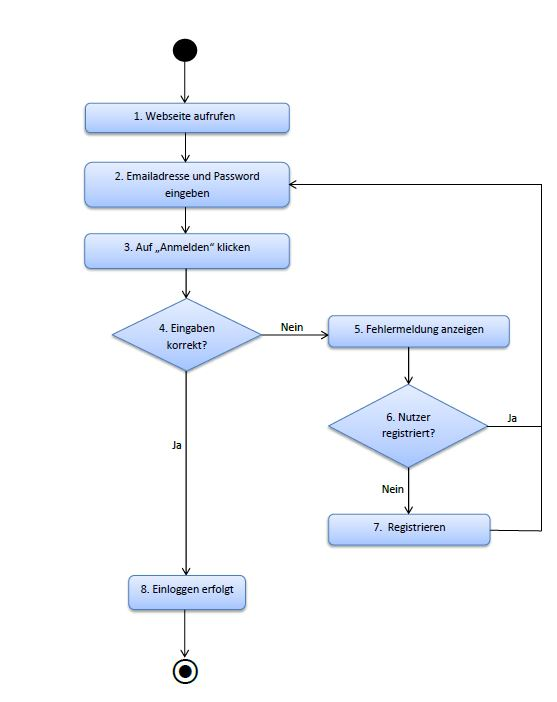 1. Webseite aufrufen
2. Emailadresse und Password
eingeben
3. Auf „Anmelden“ klicken
4. Eingaben
korrekt?
Nein
5. Fehlermeldung anzeigen
6. Nutzer
registriert?
Ja
Ja
Nein
7. Registrieren
8. Einloggen erfolgt